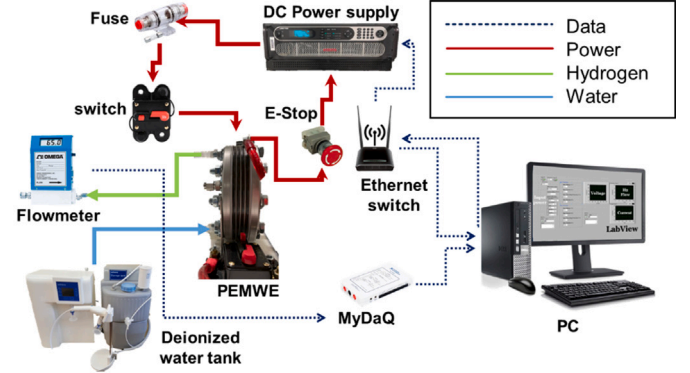 Fuse
DC Power supply
Data
Power
Hydrogen
Water
switch
E-Stop
65.0
OMEGA
Flowmeter
Ethernet
switch
Voltage
H2
Flow
Current
LabView
PEMWE
Deionized
water tank
MyDaQ
PC